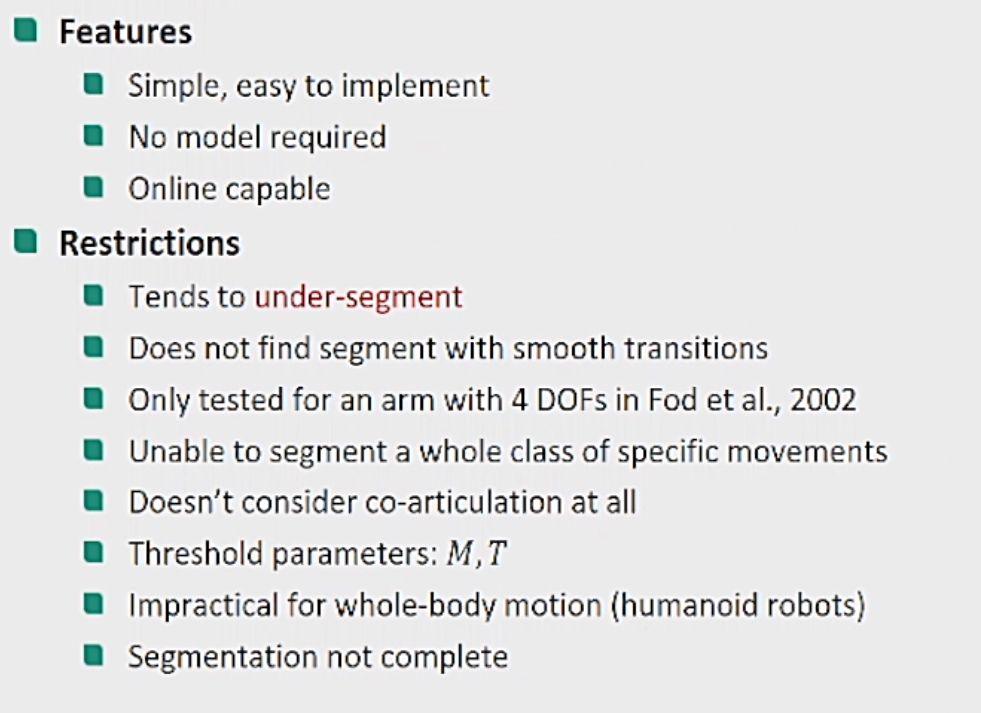 Features
Simple, easy to implement
No model required
Online capable
Restrictions
Tends to under-segment
Does not find segment with smooth transitions
Only tested for an arm with 4 DOFs in Fod et al., 2002
Unable to segment a whole class of specific movements
Doesn't consider co-articulation at all
Threshold parameters: M, T
Impractical for whole-body motion (humanoid robots)
Segmentation not complete